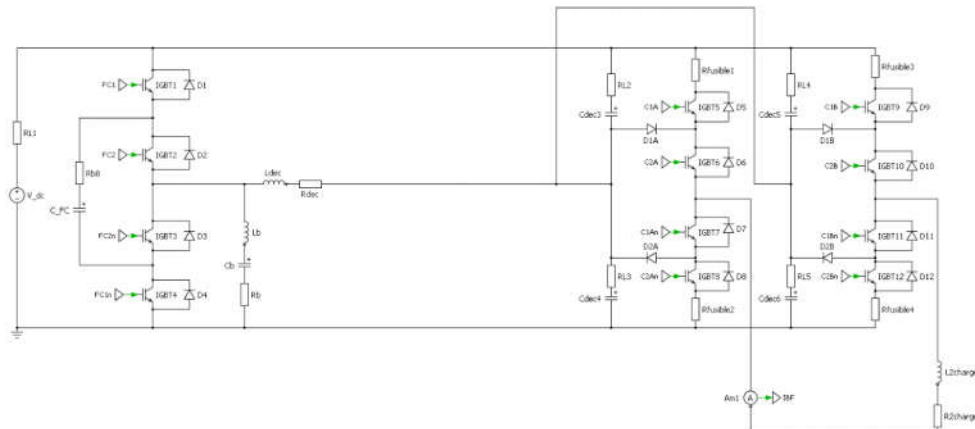 FC1
IGBT1
D1
RL1
V_dc
FC2
IGBT2
D2
Rb8
C_FC
FC2n
IGBT3
D3
FC1n
IGBT4
D4
Ldec
Rdec
Lb
Cb
Rb
RL2
Cdec3
Rfusible1
C1A
IGBT5
D5
D1A
C2A
IGBT6
D6
C1An
IGBT7
D7
D2A
RL3
C2An
IGBT8
D8
Cdec4
Rfusible2
RL4
Cdec5
Rfusible3
C1B
IGBT9
D9
D1B
C2B
IGBT10
D10
C1Bn
IGBT11
D11
D2B
RL5
C2Bn
IGBT12
D12
Cdec6
Rfusible4
L2charge
R2charge
Am1
A
IBF